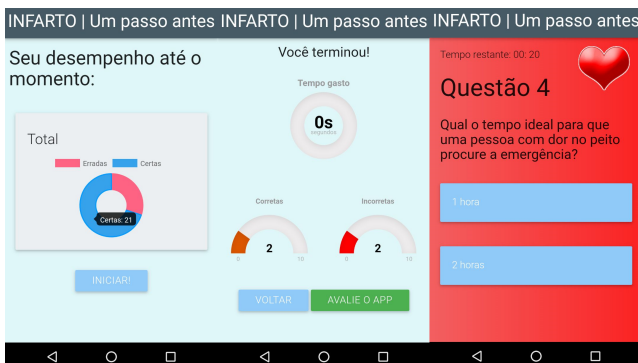 INFARTO | Um passo antes
Seu desempenho até o
momento:
Total
Erradas
Certas
Certas: 21
INICIAR!
INFARTO | Um passo antes
Você terminou!
Tempo gasto
0s
segundos
Corretas
2
0
10
Incorretas
2
0
10
VOLTAR
AVALIE O APP
INFARTO | Um passo antes
Tempo restante: 00: 20
Questão 4
Qual o tempo ideal para que
uma pessoa com dor no peito
procure a emergência?
1 hora
2 horas